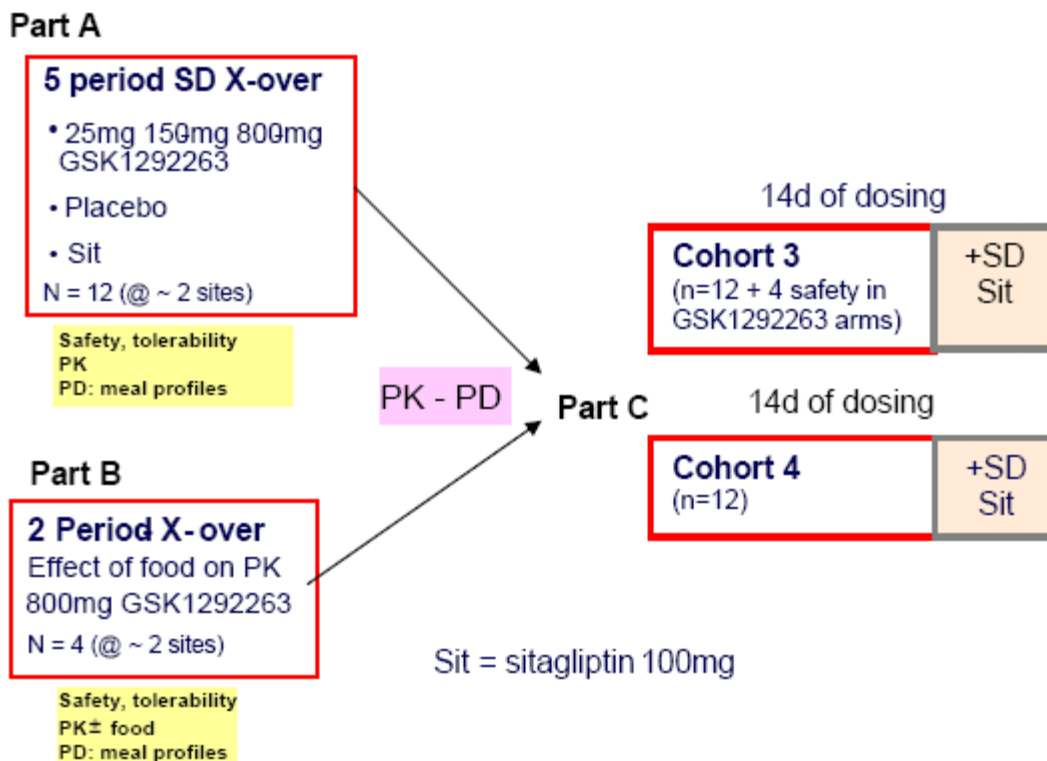 Part A
5 period SD X-over
• 25mg 150mg 800mg
GSK1292263
• Placebo
• Sit
N = 12 (@ ~ 2 sites)
Safety, tolerability
PK
PD: meal profiles
Part B
2 Period X-over
Effect of food on PK
800mg GSK1292263
N = 4 (@ ~ 2 sites)
Safety, tolerability
PK± food
PD: meal profiles
PK - PD
Part C
14d of dosing
Cohort 3
(n=12 + 4 safety in
GSK1292263 arms)
+SD
Sit
14d of dosing
Cohort 4
(n=12)
+SD
Sit
Sit = sitagliptin 100mg